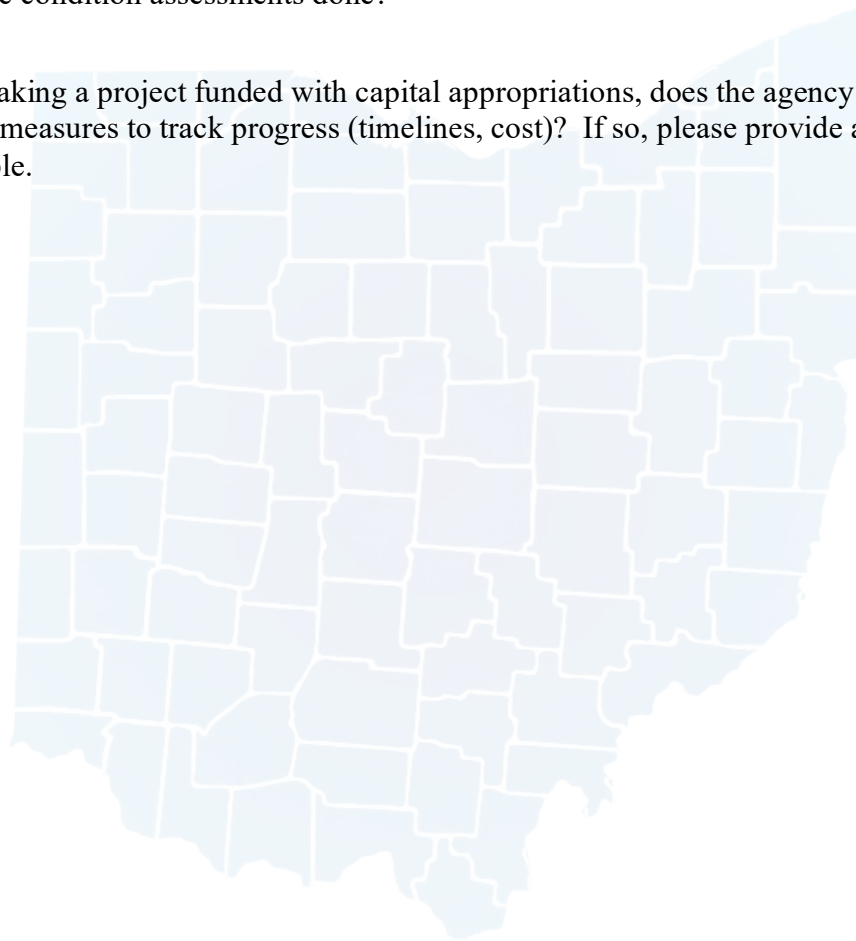 condition assessments done?
aking a project funded with capital appropriations, does the agency
measures to track progress (timelines, cost)? If so, please provide a
le.